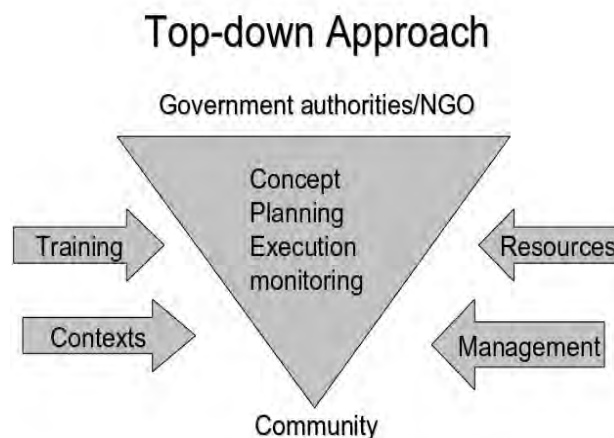 Top-down Approach
Government authorities/NGO
Concept
Planning
Execution
monitoring
Training
Resources
Contexts
Management
Community